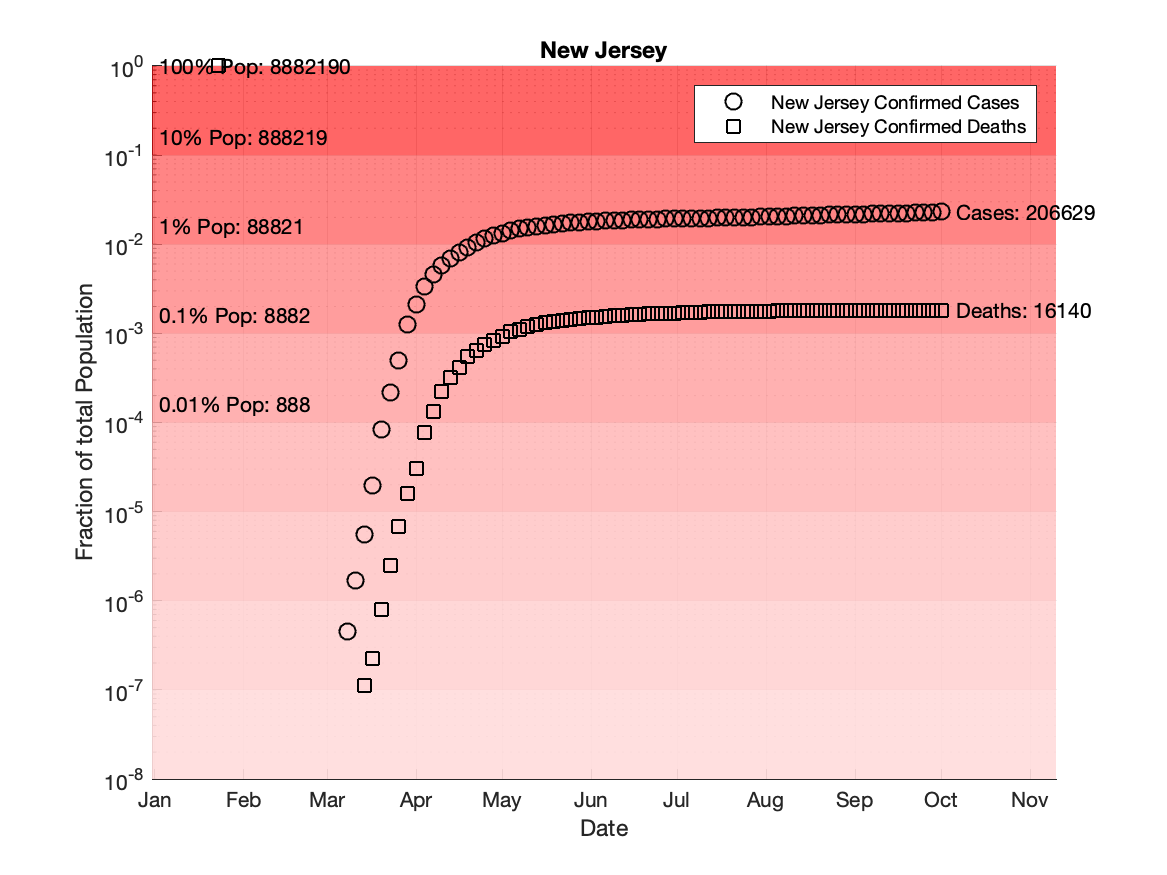 New Jersey
10^0
100% Pop: 8882190
New Jersey Confirmed Cases
New Jersey Confirmed Deaths
10% Pop: 888219
10^-1
1% Pop: 88821
Cases: 206629
10^-2
0.1% Pop: 8882
Deaths: 16140
10^-3
0.01% Pop: 888
10^-4
10^-5
10^-6
10^-7
10^-8
Fraction of total Population
Jan Feb Mar Apr May Jun Jul Aug Sep Oct Nov
Date